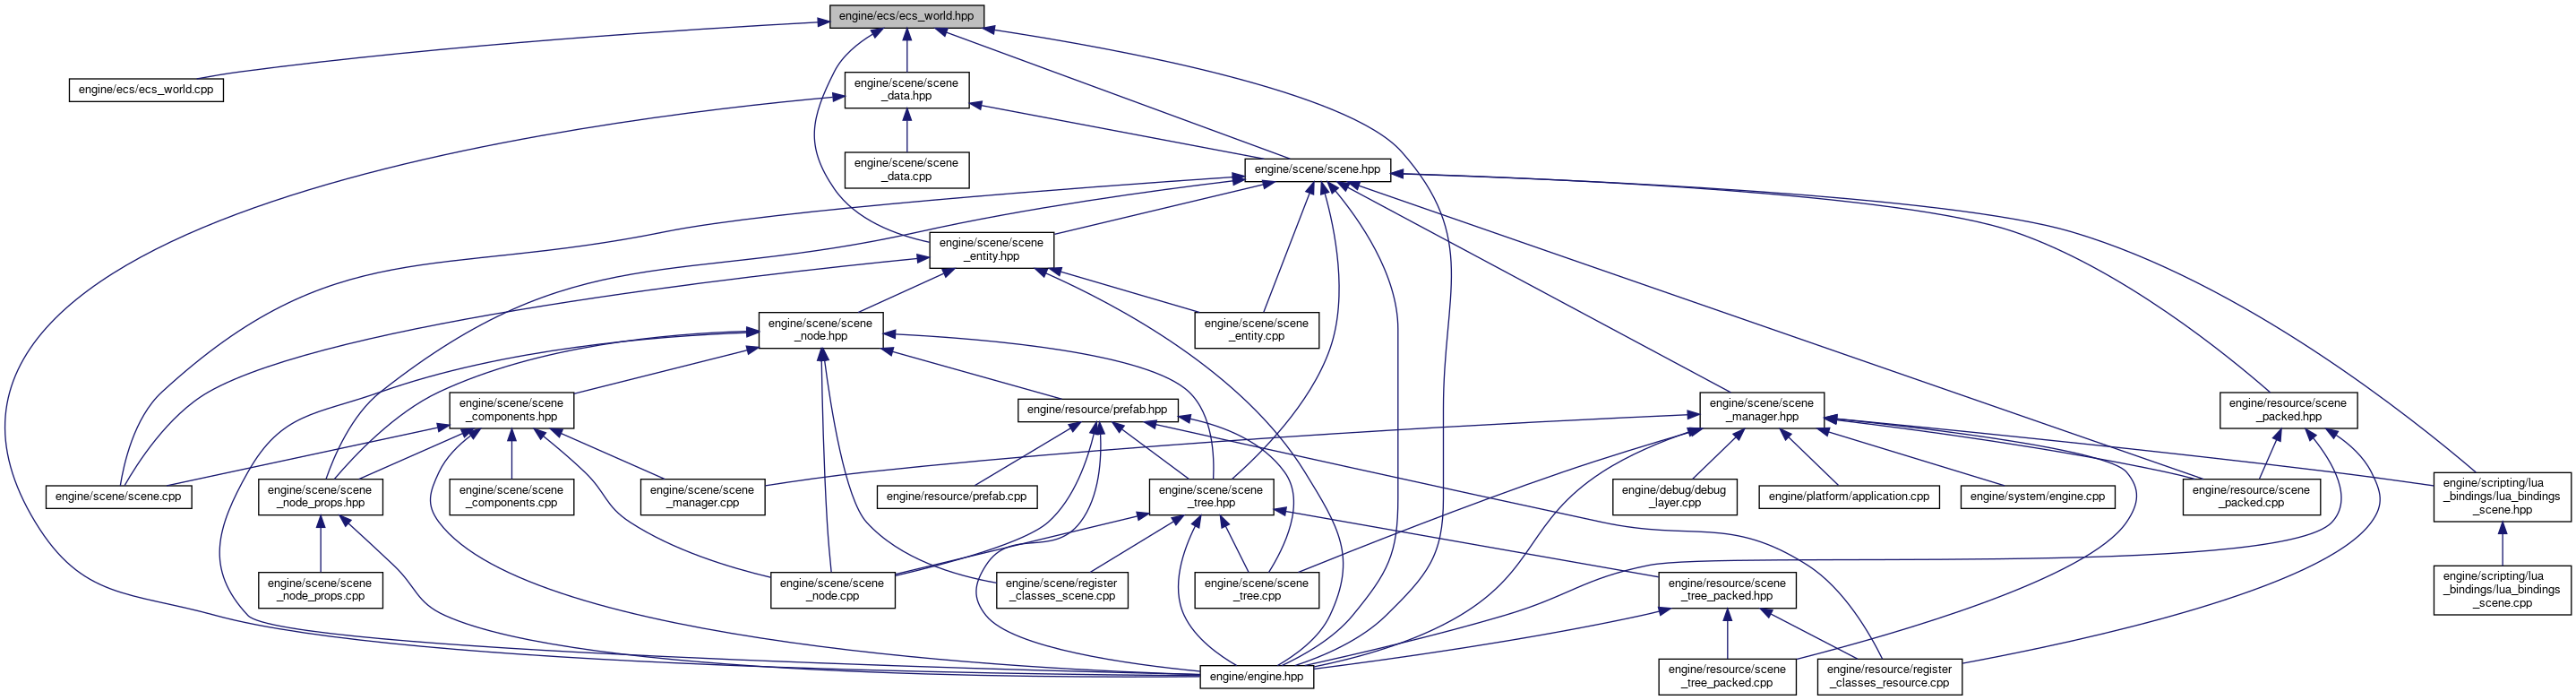 engine/ecs/ecs_world.hpp
engine/ecs/ecs_world.cpp
engine/scene/scene
_data.hpp
engine/scene/scene
_data.cpp
engine/scene/scene.hpp
engine/scene/scene
_entity.hpp
engine/scene/scene
_node.hpp
engine/scene/scene
_entity.cpp
engine/scene/scene
_components.hpp
engine/resource/prefab.hpp
engine/scene/scene
_manager.hpp
engine/resource/scene
_packed.hpp
engine/scene/scene.cpp
engine/scene/scene
_node_props.hpp
engine/scene/scene
_components.cpp
engine/scene/scene
_manager.cpp
engine/resource/prefab.cpp
engine/scene/scene
_tree.hpp
engine/debug/debug
_layer.cpp
engine/platform/application.cpp
engine/system/engine.cpp
engine/resource/scene
_packed.cpp
engine/scripting/lua
_bindings/lua_bindings
_scene.hpp
engine/scene/scene
_node_props.cpp
engine/scene/scene
_node.cpp
engine/scene/register
_classes_scene.cpp
engine/scene/scene
_tree.cpp
engine/resource/scene
_tree_packed.hpp
engine/scripting/lua
_bindings/lua_bindings
_scene.cpp
engine/engine.hpp
engine/resource/scene
_tree_packed.cpp
engine/resource/register
_classes_resource.cpp